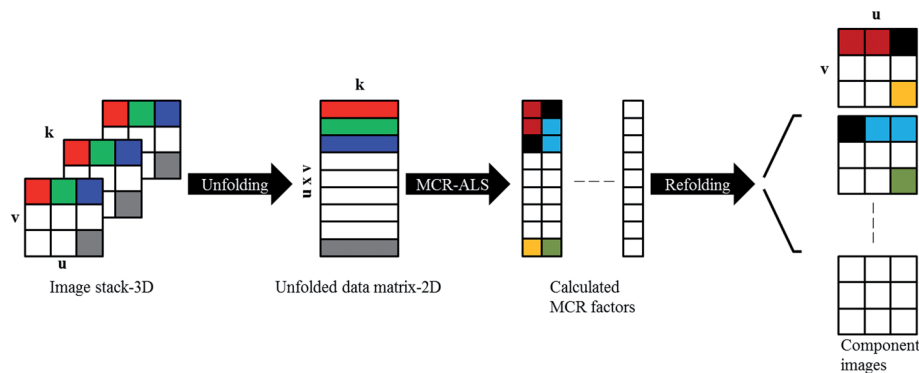 k
v
u
Image stack-3D
Unfolding
k
u x v
Unfolded data matrix-2D
MCR-ALS
Calculated
MCR factors
Refolding
u
v
Component
images